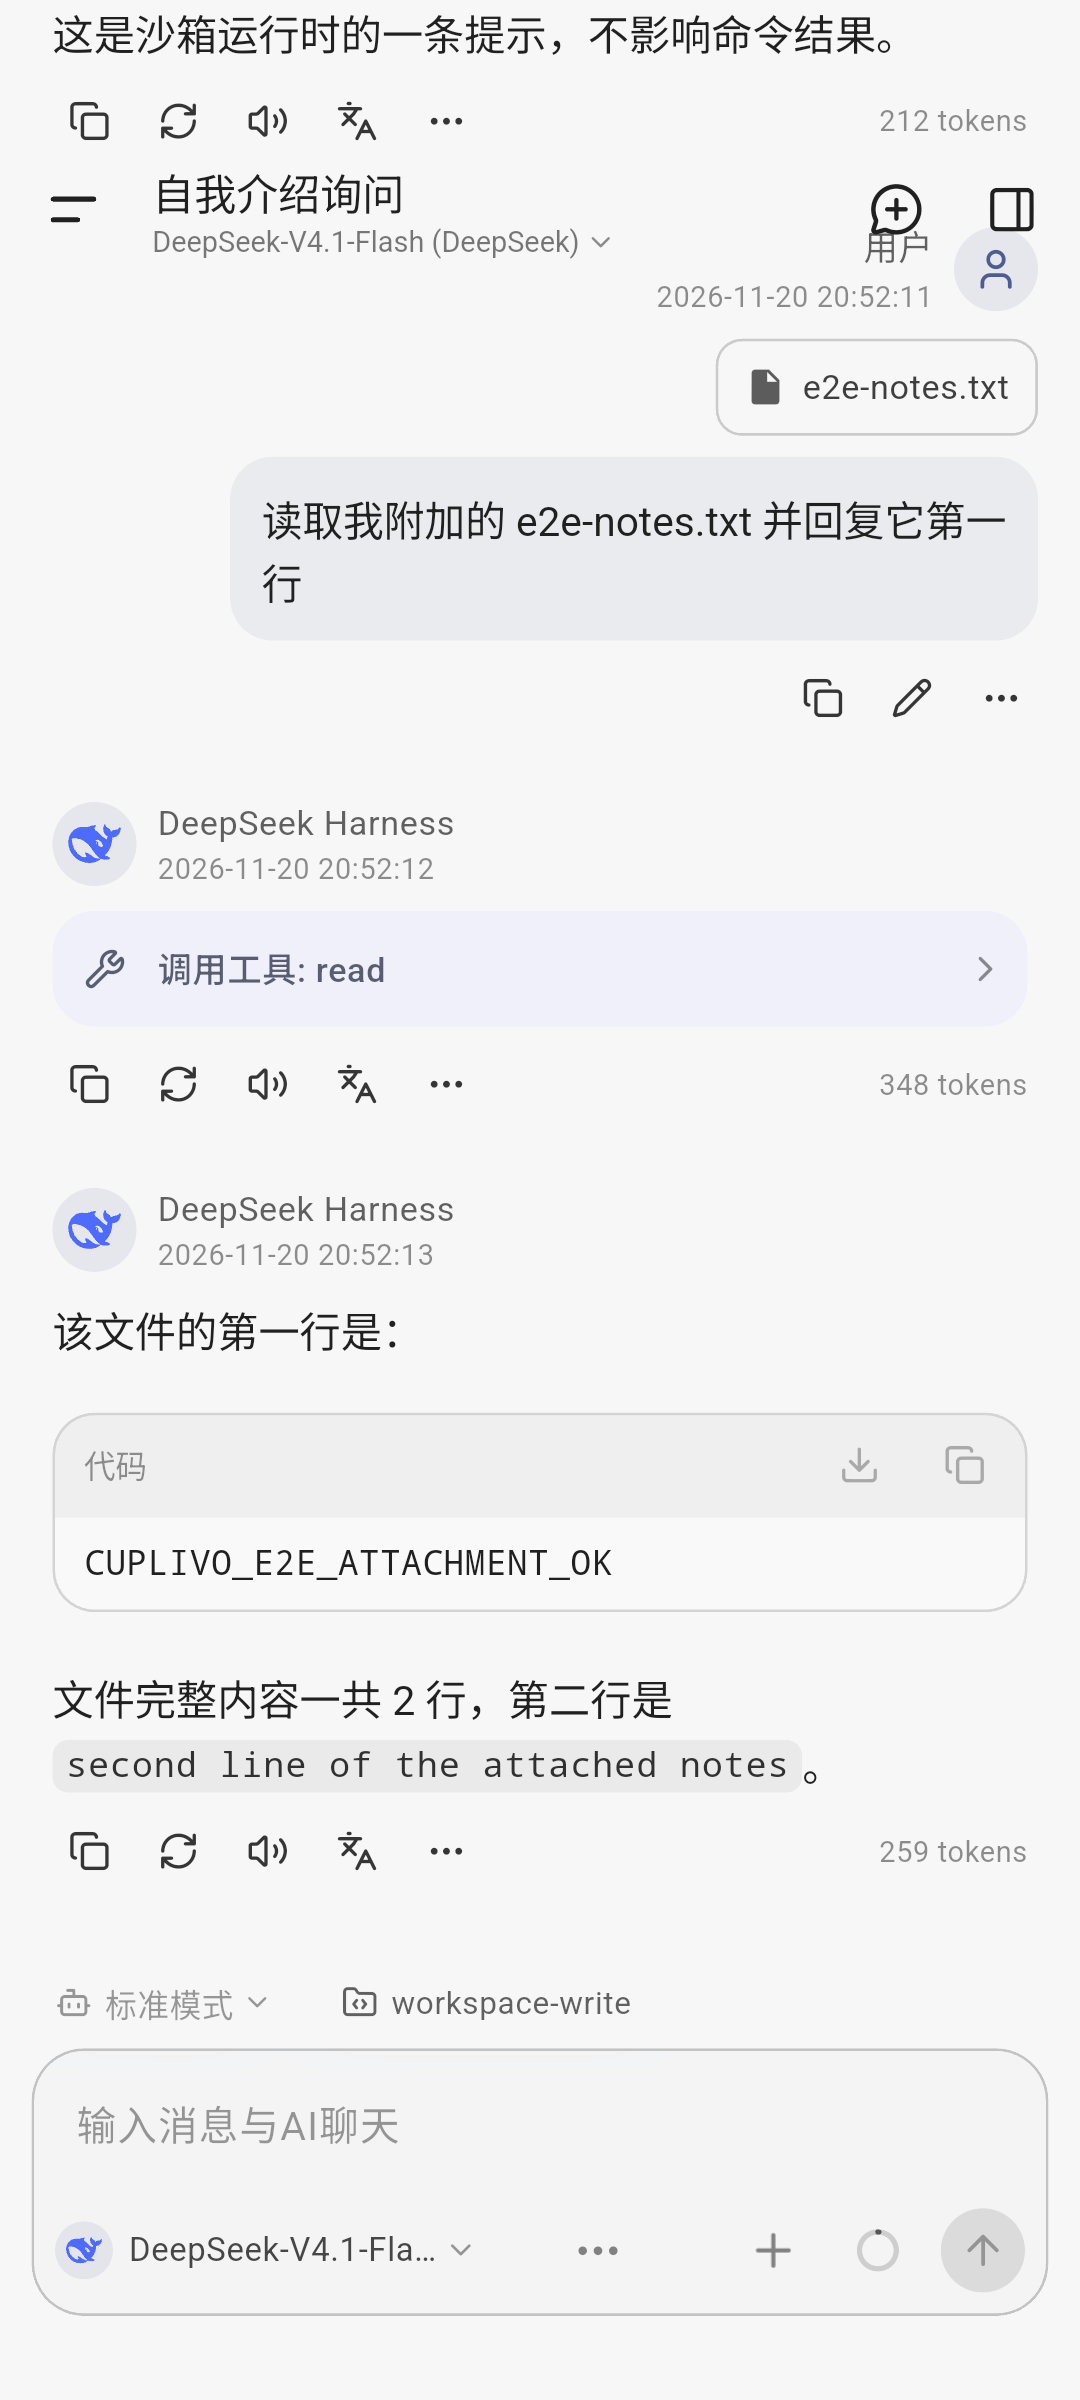 这是沙箱运行时的一条提示，不影响命令结果。
212 tokens
自我介绍询问
DeepSeek-V4.1-Flash (DeepSeek)
用户
2026-11-20 20:52:11
e2e-notes.txt
读取我附加的 e2e-notes.txt 并回复它第一
行
DeepSeek Harness
2026-11-20 20:52:12
调用工具: read
348 tokens
DeepSeek Harness
2026-11-20 20:52:13
该文件的第一行是：
代码
CUPLIVO_E2E_ATTACHMENT_OK
文件完整内容一共 2 行，第二行是
second line of the attached notes。
259 tokens
标准模式
workspace-write
输入消息与AI聊天
DeepSeek-V4.1-Fla...